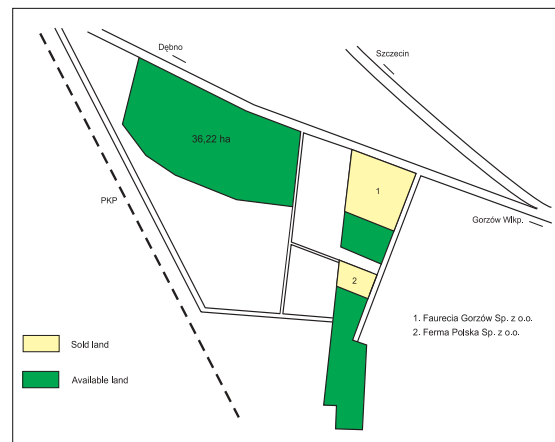 Dębno
Szczecin
36,22 ha
1
PKP
Gorzów Wlkp.
2
1. Faurecia Gorzów Sp. z o.o.
2. Ferma Polska Sp. z o.o.
Sold land
Available land